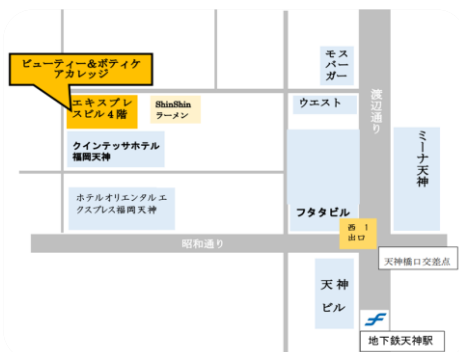 ビューティー＆ボディケ
アカレッジ
エキスプレ
スビル４階
ShinShin
ラーメン
クインテッサホテル
福岡天神
ホテルオリエンタルエ
クスプレス福岡天神
モス
バー
ガー
ウエスト
渡辺通り
ミーナ天神
フタタビル
西 1
出口
昭和通り
天神橋口交差点
天神
ビル
地下鉄天神駅